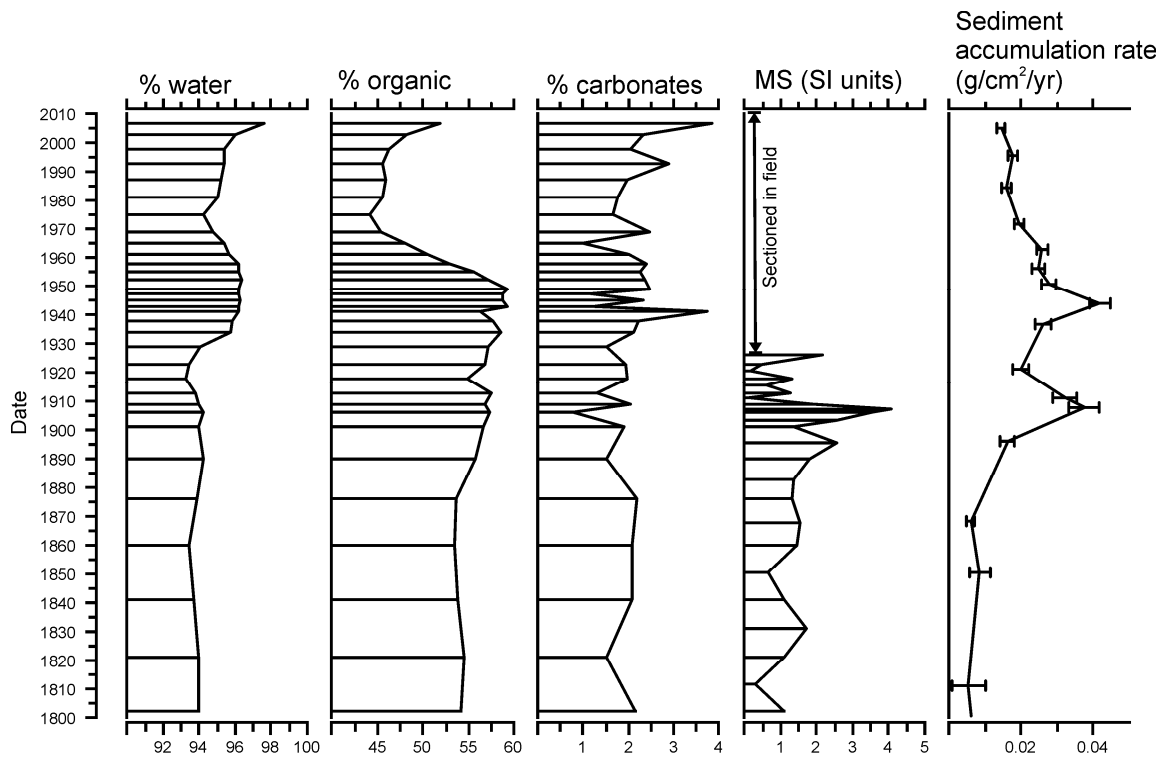 Sediment
accumulation rate
(g/cm²/yr)
% water
% organic
% carbonates
MS (SI units)
2010
2000
1990
1980
1970
1960
1950
1940
1930
1920
1910
1900
1890
1880
1870
1860
1850
1840
1830
1820
1810
1800
Date
Sectioned in field
92 94 96 98 100
45 50 55 60
1 2 3 4
1 2 3 4 5
0.02 0.04